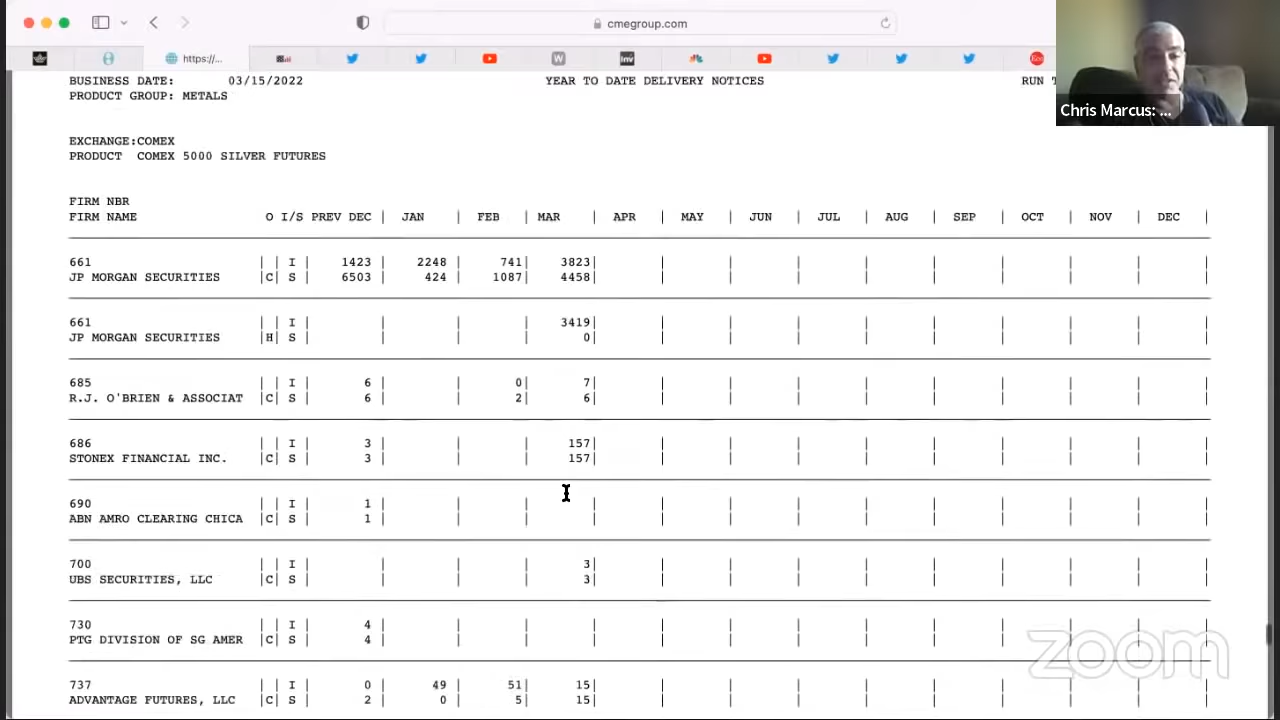 cmegroup.com
https://...
W
inv
Eco
BUSINESS DATE: 03/15/2022 YEAR TO DATE DELIVERY NOTICES RUN
PRODUCT GROUP: METALS
Chris Marcus: ...
EXCHANGE:COMEX
PRODUCT COMEX 5000 SILVER FUTURES
FIRM NBR
FIRM NAME O I/S PREV DEC | JAN | FEB | MAR | APR | MAY | JUN | JUL | AUG | SEP | OCT | NOV | DEC |
661 | | I | 1423 | 2248 | 741| 3823| | | | | | | | | |
JP MORGAN SECURITIES |C| S | 6503 | 424 | 1087| 4458| | | | | | | | | |
661 | | I | | | | 3419| | | | | | | | | |
JP MORGAN SECURITIES |H| S | | | | 0| | | | | | | | | |
685 | | I | 6 | | 0| 7| | | | | | | | | |
R.J. O'BRIEN & ASSOCIAT |C| S | 6 | | 2| 6| | | | | | | | | |
686 | | I | 3 | | | 157| | | | | | | | | |
STONEX FINANCIAL INC. |C| S | 3 | | | 157| | | | | | | | | |
690 | | I | 1 | | | | | | | | | | | | |
ABN AMRO CLEARING CHICA |C| S | 1 | | | | | | | | | | | | |
700 | | I | | | | 3| | | | | | | | | |
UBS SECURITIES, LLC |C| S | | | | 3| | | | | | | | | |
730 | | I | 4 | | | | | | | | | | | | |
PTG DIVISION OF SG AMER |C| S | 4 | | | | | | | | | | | | |
737 | | I | 0 | 49 | 51 | 15| | | | | | | | | |
ADVANTAGE FUTURES, LLC |C| S | 2 | 0 | 5| 15| | | | | | | | | |
zoom